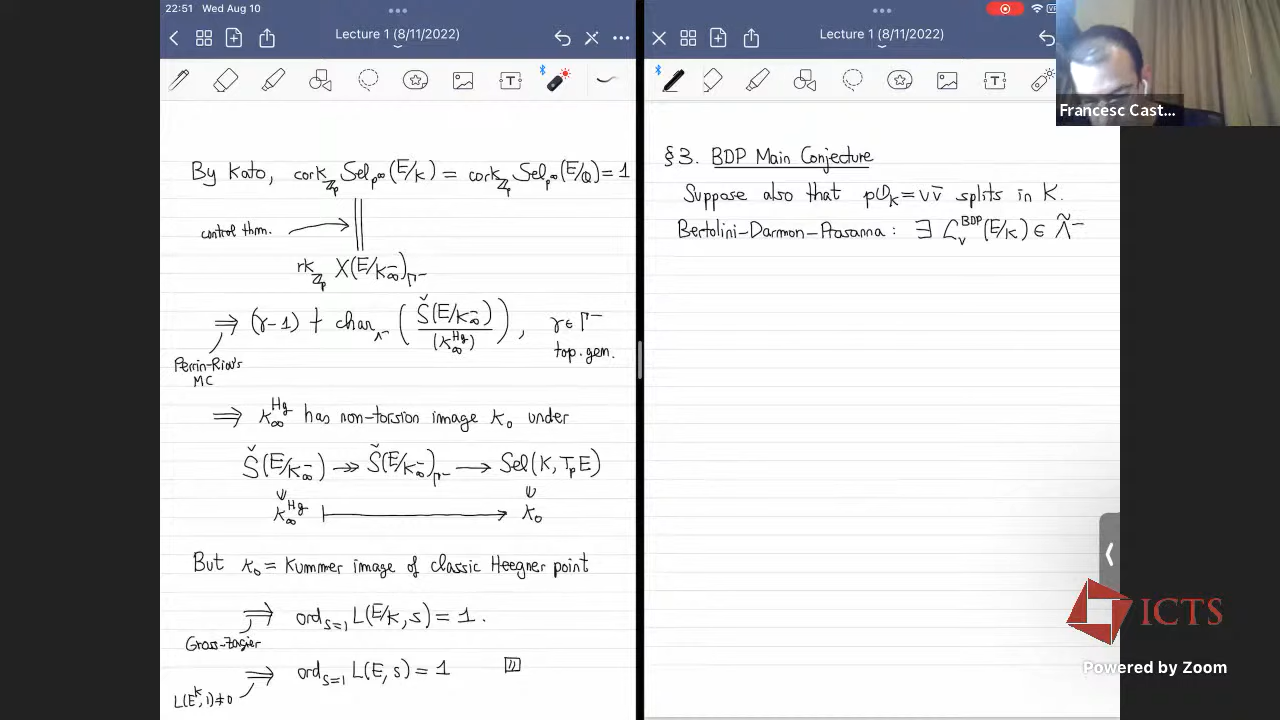 22:51 Wed Aug 10
Lecture 1 (8/11/2022)
By Kato, cork_{Z_p} Sel_{p^∞}(E/K) = cork_{Z_p} Sel_{p^∞}(E/Q) = 1
control thm.
rk_{Z_p} X(E/K_∞^-)_{Γ^-}
⟹ (γ-1) ∤ char_{Λ^-} ( Š(E/K_∞^-) / (κ_∞^{Hg}) ), γ ∈ Γ^-
top. gen.
Perrin-Riou's
MC
⟹ κ_∞^{Hg} has non-torsion image κ_0 under
Š(E/K_∞^-) ↠ Š(E/K_∞^-)_{Γ^-} → Sel(K, T_pE)
κ_∞^{Hg} ↦ κ_0
But κ_0 = Kummer image of classic Heegner point
⟹ ord_{s=1} L(E/K, s) = 1.
Gross-Zagier
⟹ ord_{s=1} L(E, s) = 1
L(E^K, 1) ≠ 0
Lecture 1 (8/11/2022)
§3. BDP Main Conjecture
Suppose also that pO_K = v v̄ splits in K.
Bertolini-Darmon-Prasanna: ∃ L_v^{BDP}(E/K) ∈ Λ̃^-
Francesc Cast...
ICTS
Powered by Zoom